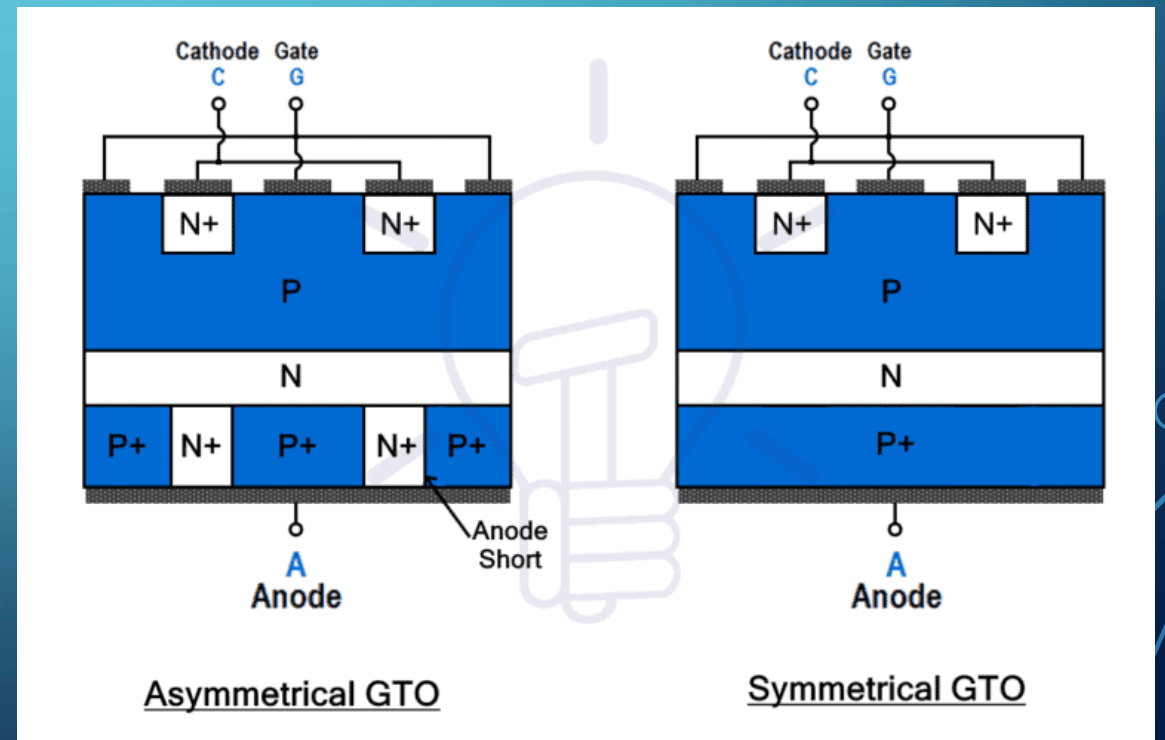 Cathode Gate
C G
N+ N+
P
N
P+ N+ P+ N+ P+
Anode
Short
A
Anode
Asymmetrical GTO
Cathode Gate
C G
N+ N+
P
N
P+
A
Anode
Symmetrical GTO